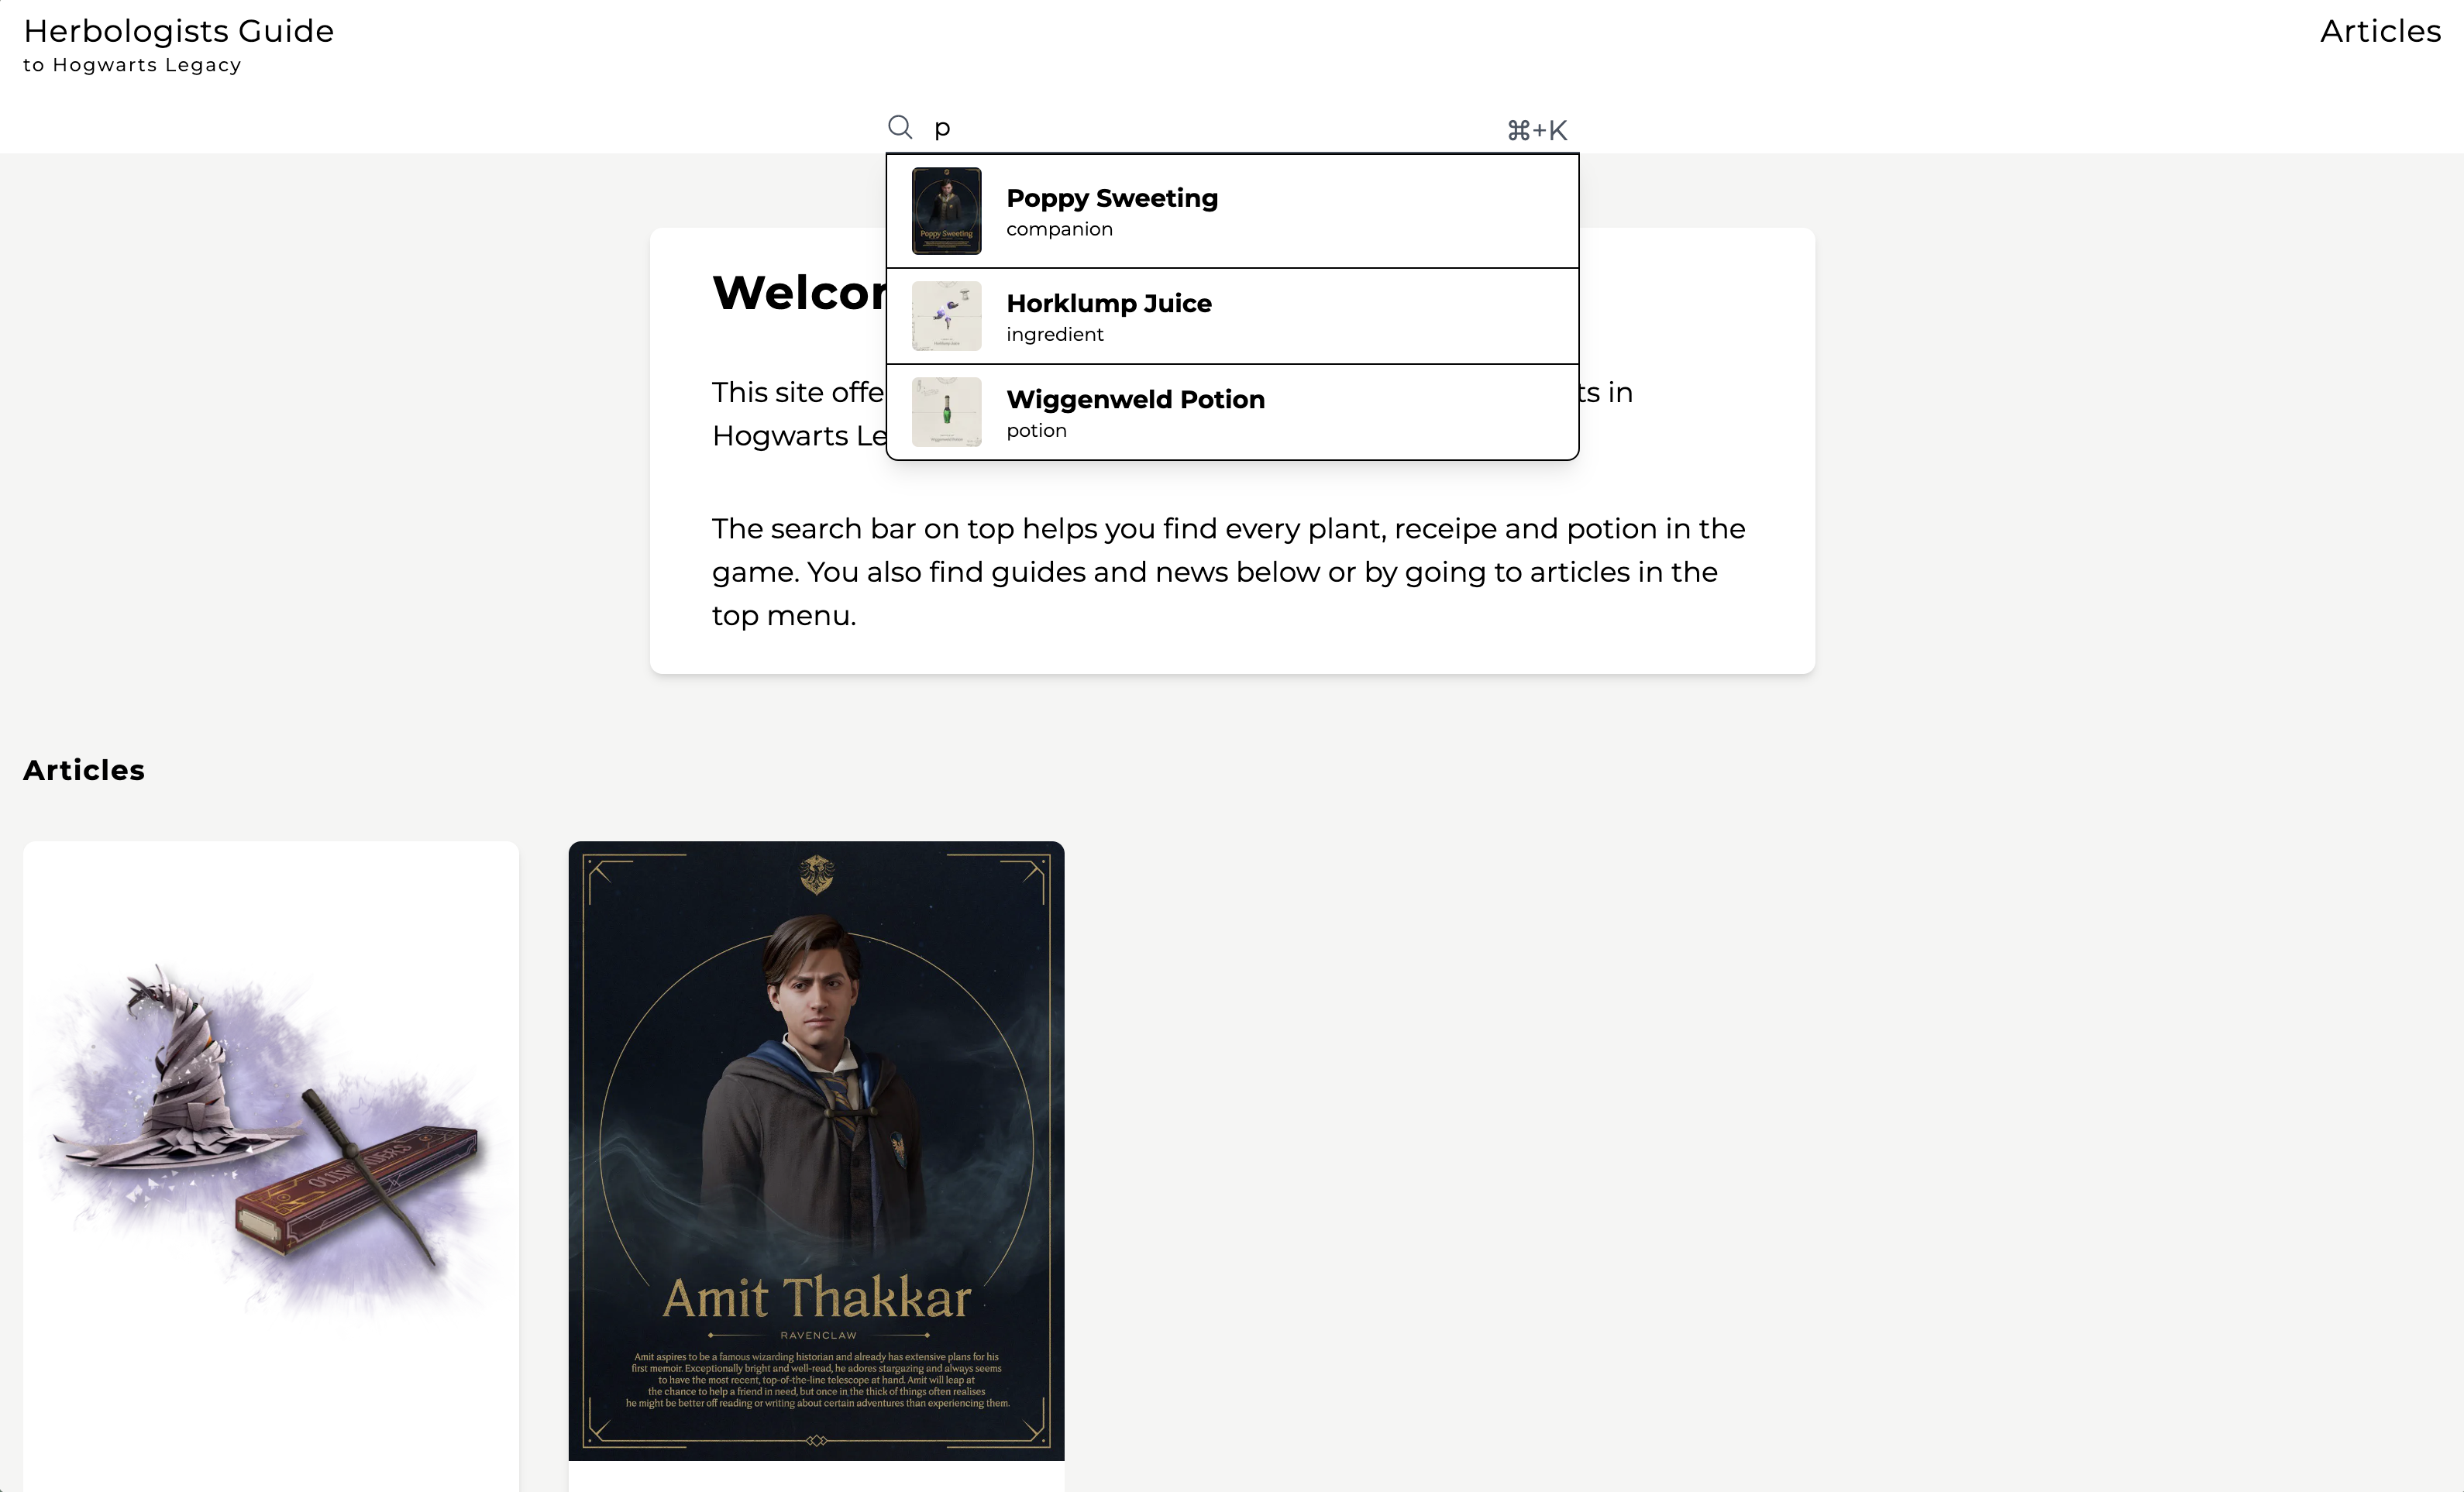 Herbologists Guide
to Hogwarts Legacy
Articles
p
⌘+K
Poppy Sweeting
companion
Horklump Juice
ingredient
Wiggenweld Potion
potion
Poppy Sweeting
Welco
This site offe
ts in
Hogwarts Le
The search bar on top helps you find every plant, receipe and potion in the
game. You also find guides and news below or by going to articles in the
top menu.
Articles
OLLIVANDERS
Amit Thakkar
RAVENCLAW
Amit aspires to be a famous wizarding historian and already has extensive plans for his
first memoir. Exceptionally bright and well-read, he adores stargazing and always seems
to have the most recent, top-of-the-line telescope at hand. Amit will leap at
the chance to help a friend in need, but once in the thick of things often realises
he might be better off reading or writing about certain adventures than experiencing them.